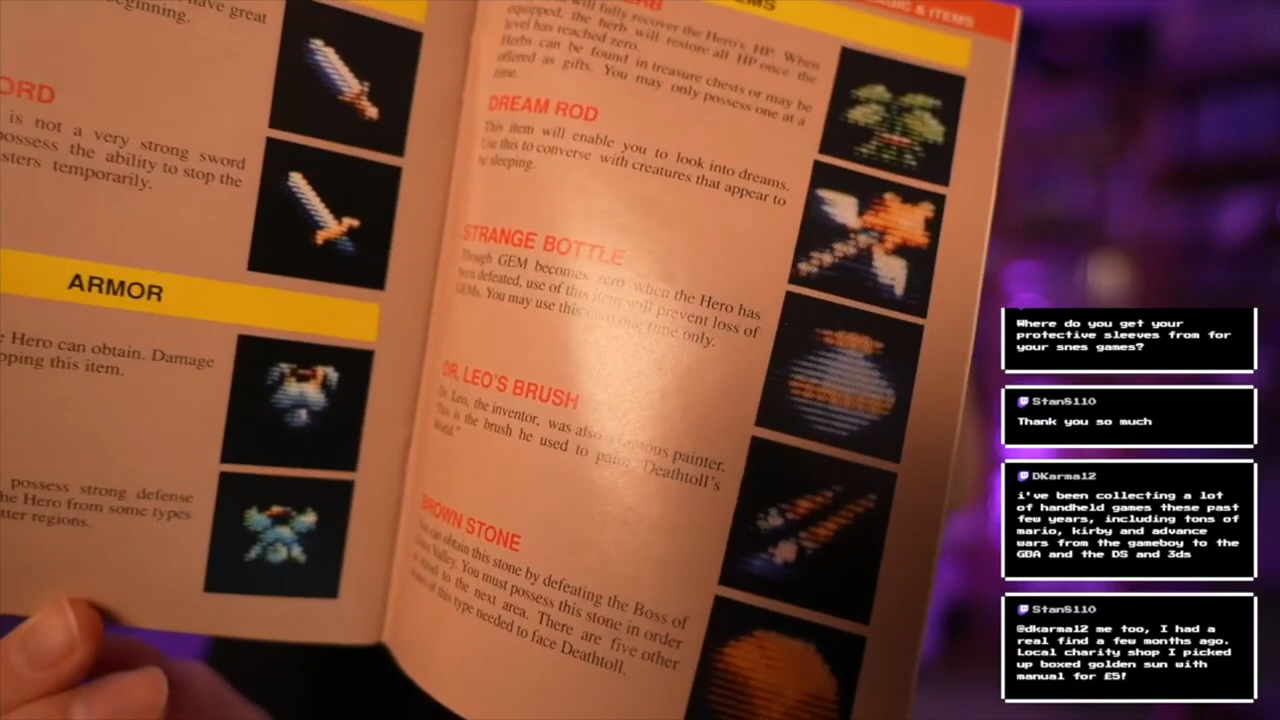 have great
beginning.
ORD
is not a very strong sword
possess the ability to stop the
sters temporarily.
ARMOR
e Hero can obtain. Damage
pping this item.
possess strong defense
he Hero from some types
tter regions.
MAGIC & ITEMS
EMS
will fully recover the Hero's HP. When
equipped, the herb will restore all HP once the
level has reached zero.
Herbs can be found in treasure chests or may be
offered as gifts. You may only possess one at a
time.
DREAM ROD
This item will enable you to look into dreams.
Use this to converse with creatures that appear to
be sleeping.
STRANGE BOTTLE
Though GEM becomes zero when the Hero has
been defeated, use of this item will prevent loss of
GEMs. You may use this item one time only.
DR. LEO'S BRUSH
Dr. Leo, the inventor, was also a famous painter.
This is the brush he used to paint "Deathtoll's
World."
BROWN STONE
You can obtain this stone by defeating the Boss of
Valley. You must possess this stone in order
to the next area. There are five other
of this type needed to face Deathtoll.
Where do you get your
protective sleeves from for
your snes games?
Stan8110
Thank you so much
DKarma12
i've been collecting a lot
of handheld games these past
few years, including tons of
mario, kirby and advance
wars from the gameboy to the
GBA and the DS and 3ds
Stan8110
@dkarma12 me too, I had a
real find a few months ago.
Local charity shop I picked
up boxed golden sun with
manual for £5!